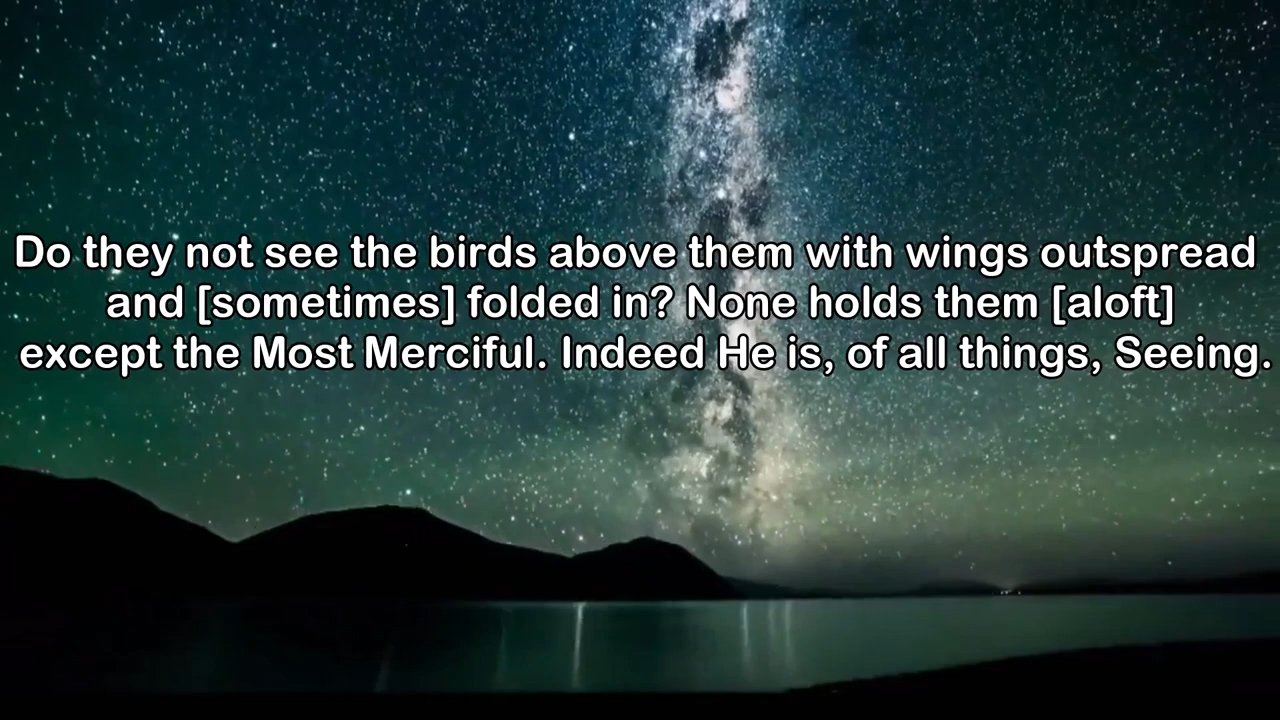 Do they not see the birds above them with wings outspread
and [sometimes] folded in? None holds them [aloft]
except the Most Merciful. Indeed He is, of all things, Seeing.